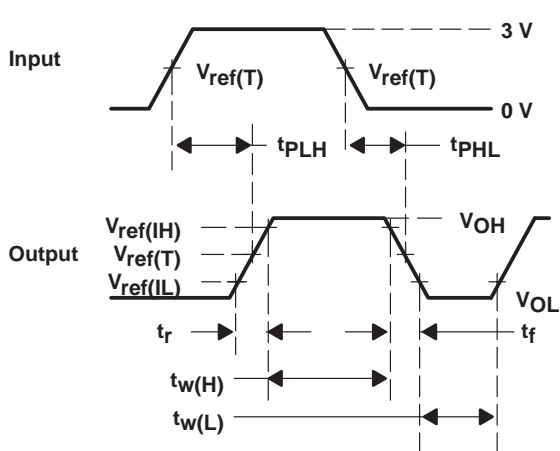 3 V
Input
Vref(T) Vref(T)
0 V
tPLH tPHL
Vref(IH) VOH
Output Vref(T)
Vref(IL) VOL
tr tf
tw(H)
tw(L)